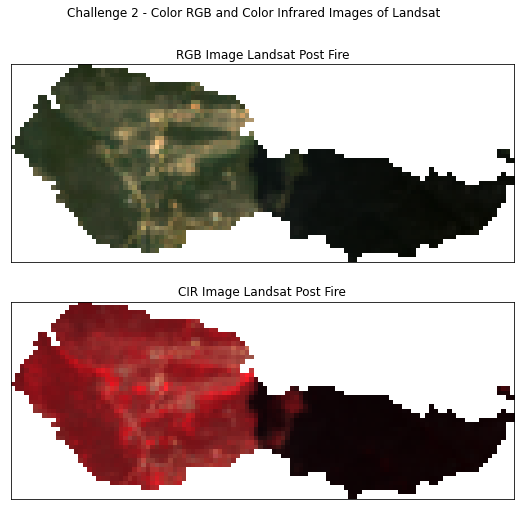 Challenge 2 - Color RGB and Color Infrared Images of Landsat
RGB Image Landsat Post Fire
CIR Image Landsat Post Fire